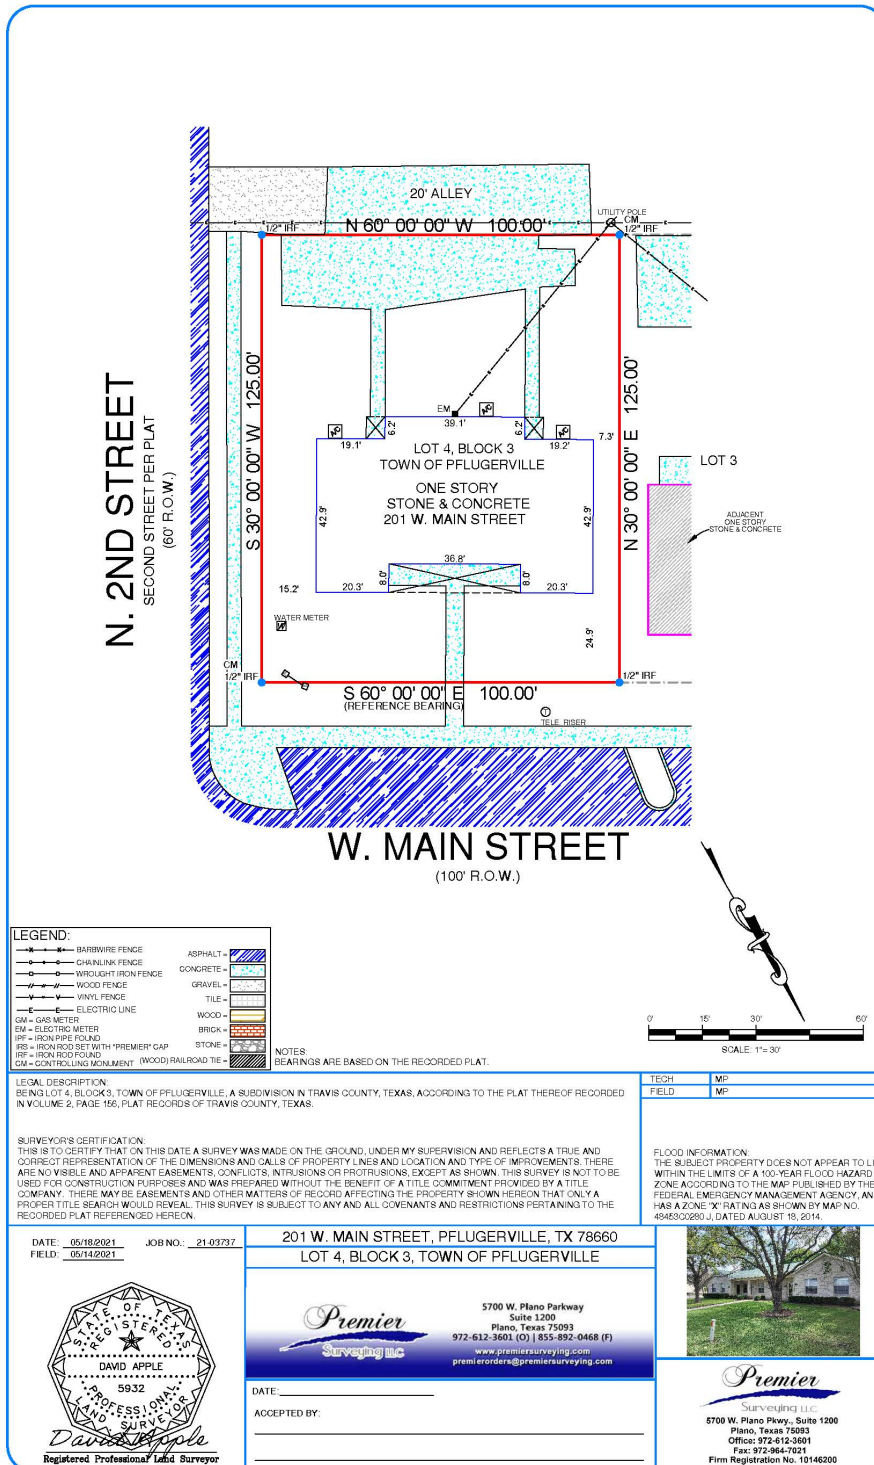 20' ALLEY
UTILITY POLE
CM
1/2" IRF
N 60° 00' 00" W 100.00'
1/2" IRF
N. 2ND STREET
SECOND STREET PER PLAT
(60' R.O.W.)
S 30° 00' 00" W 125.00'
N 30° 00' 00" E 125.00'
EM
39.1'
A/C
A/C
A/C
6.2'
6.2'
19.1'
19.2'
7.3'
LOT 4, BLOCK 3
TOWN OF PFLUGERVILLE
ONE STORY
STONE & CONCRETE
201 W. MAIN STREET
LOT 3
ADJACENT
ONE STORY
STONE & CONCRETE
42.9'
42.9'
36.8'
8.0'
8.0'
15.2'
20.3'
20.3'
24.9'
WATER METER
W
CM
1/2" IRF
1/2" IRF
S 60° 00' 00" E 100.00'
(REFERENCE BEARING)
T
TELE. RISER
W. MAIN STREET
(100' R.O.W.)
LEGEND:
BARBWIRE FENCE
CHAINLINK FENCE
WROUGHT IRON FENCE
WOOD FENCE
VINYL FENCE
ELECTRIC LINE
GM = GAS METER
EM = ELECTRIC METER
IPF = IRON PIPE FOUND
IRS = IRON ROD SET WITH "PREMIER" CAP
IRF = IRON ROD FOUND
CM = CONTROLLING MONUMENT
ASPHALT =
CONCRETE =
GRAVEL =
TILE =
WOOD =
BRICK =
STONE =
(WOOD) RAILROAD TIE =
NOTES:
BEARINGS ARE BASED ON THE RECORDED PLAT.
0' 15' 30' 60'
SCALE: 1"= 30'
LEGAL DESCRIPTION:
BEING LOT 4, BLOCK 3, TOWN OF PFLUGERVILLE, A SUBDIVISION IN TRAVIS COUNTY, TEXAS, ACCORDING TO THE PLAT THEREOF RECORDED
IN VOLUME 2, PAGE 156, PLAT RECORDS OF TRAVIS COUNTY, TEXAS.
SURVEYOR'S CERTIFICATION:
THIS IS TO CERTIFY THAT ON THIS DATE A SURVEY WAS MADE ON THE GROUND, UNDER MY SUPERVISION AND REFLECTS A TRUE AND
CORRECT REPRESENTATION OF THE DIMENSIONS AND CALLS OF PROPERTY LINES AND LOCATION AND TYPE OF IMPROVEMENTS. THERE
ARE NO VISIBLE AND APPARENT EASEMENTS, CONFLICTS, INTRUSIONS OR PROTRUSIONS, EXCEPT AS SHOWN. THIS SURVEY IS NOT TO BE
USED FOR CONSTRUCTION PURPOSES AND WAS PREPARED WITHOUT THE BENEFIT OF A TITLE COMMITMENT PROVIDED BY A TITLE
COMPANY. THERE MAY BE EASEMENTS AND OTHER MATTERS OF RECORD AFFECTING THE PROPERTY SHOWN HEREON THAT ONLY A
PROPER TITLE SEARCH WOULD REVEAL. THIS SURVEY IS SUBJECT TO ANY AND ALL COVENANTS AND RESTRICTIONS PERTAINING TO THE
RECORDED PLAT REFERENCED HEREON.
TECH MP
FIELD MP
FLOOD INFORMATION:
THE SUBJECT PROPERTY DOES NOT APPEAR TO LI
WITHIN THE LIMITS OF A 100-YEAR FLOOD HAZARD
ZONE ACCORDING TO THE MAP PUBLISHED BY THE
FEDERAL EMERGENCY MANAGEMENT AGENCY, AN
HAS A ZONE "X" RATING AS SHOWN BY MAP NO.
48453C0280 J, DATED AUGUST 18, 2014.
DATE: 05/18/2021 JOB NO.: 21-03737
FIELD: 05/14/2021
201 W. MAIN STREET, PFLUGERVILLE, TX 78660
LOT 4, BLOCK 3, TOWN OF PFLUGERVILLE
STATE OF TEXAS
REGISTERED
DAVID APPLE
5932
PROFESSIONAL
LAND SURVEYOR
David Apple
Registered Professional Land Surveyor
Premier
Surveying LLC
5700 W. Plano Parkway
Suite 1200
Plano, Texas 75093
972-612-3601 (O) | 855-892-0468 (F)
www.premiersurveying.com
premierorders@premiersurveying.com
DATE:
ACCEPTED BY:
Premier
Surveying LLC
5700 W. Plano Pkwy., Suite 1200
Plano, Texas 75093
Office: 972-612-3601
Fax: 972-964-7021
Firm Registration No. 10146200